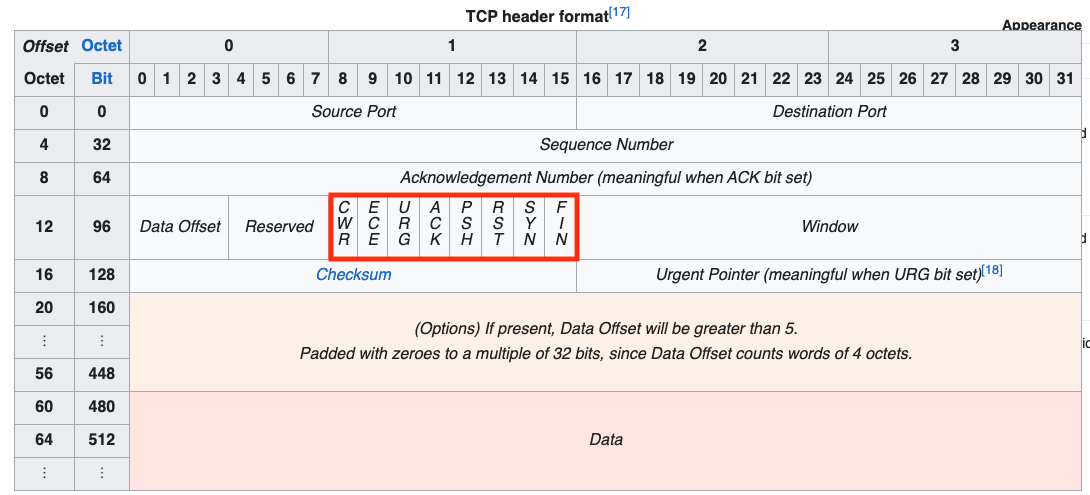 TCP header format[17]
Appearance
Offset Octet 0 1 2 3
Octet Bit 0 1 2 3 4 5 6 7 8 9 10 11 12 13 14 15 16 17 18 19 20 21 22 23 24 25 26 27 28 29 30 31
0 0 Source Port Destination Port
4 32 Sequence Number
8 64 Acknowledgement Number (meaningful when ACK bit set)
12 96 Data Offset Reserved CWR ECE URG ACK PSH RST SYN FIN Window
16 128 Checksum Urgent Pointer (meaningful when URG bit set)[18]
20 160
(Options) If present, Data Offset will be greater than 5.
⋮ ⋮
Padded with zeroes to a multiple of 32 bits, since Data Offset counts words of 4 octets.
56 448
60 480
64 512 Data
⋮ ⋮